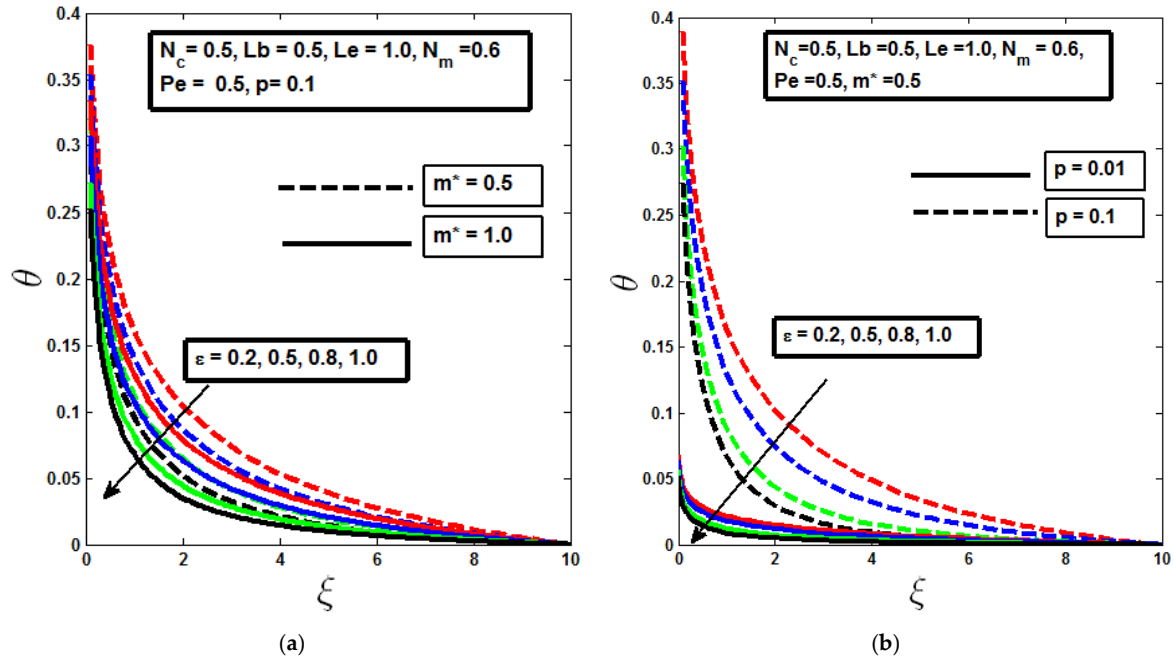 N_c = 0.5, Lb = 0.5, Le = 1.0, N_m = 0.6
Pe = 0.5, p= 0.1
m* = 0.5
m* = 1.0
ε = 0.2, 0.5, 0.8, 1.0
0.4
0.35
0.3
0.25
0.2
0.15
0.1
0.05
0
θ
0 2 4 6 8 10
ξ
(a)
N_c =0.5, Lb =0.5, Le =1.0, N_m = 0.6,
Pe =0.5, m* =0.5
p = 0.01
p = 0.1
ε = 0.2, 0.5, 0.8, 1.0
0.4
0.35
0.3
0.25
0.2
0.15
0.1
0.05
0
θ
0 2 4 6 8 10
ξ
(b)